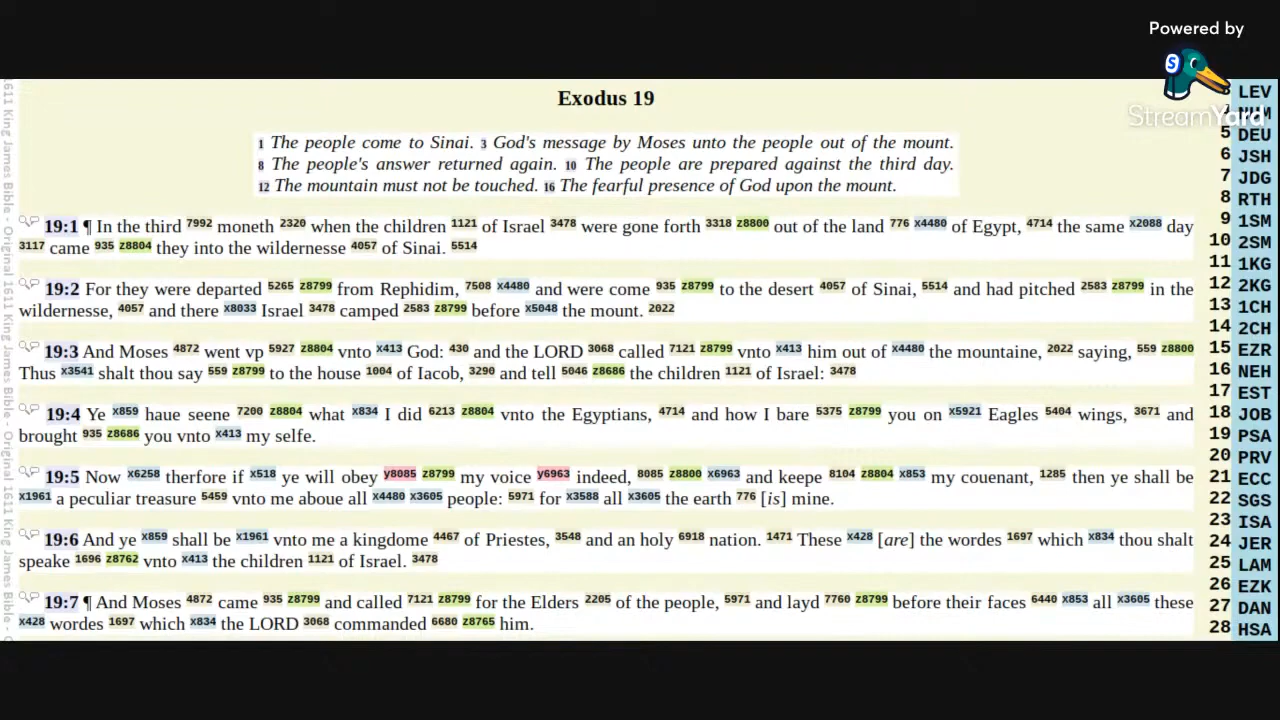 Powered by
S
StreamYard
Exodus 19
1 The people come to Sinai. 3 God's message by Moses unto the people out of the mount.
8 The people's answer returned again. 10 The people are prepared against the third day.
12 The mountain must not be touched. 16 The fearful presence of God upon the mount.
19:1 ¶ In the third 7992 moneth 2320 when the children 1121 of Israel 3478 were gone forth 3318 z8800 out of the land 776 x4480 of Egypt, 4714 the same x2088 day
3117 came 935 z8804 they into the wildernesse 4057 of Sinai. 5514
19:2 For they were departed 5265 z8799 from Rephidim, 7508 x4480 and were come 935 z8799 to the desert 4057 of Sinai, 5514 and had pitched 2583 z8799 in the
wildernesse, 4057 and there x8033 Israel 3478 camped 2583 z8799 before x5048 the mount. 2022
19:3 And Moses 4872 went vp 5927 z8804 vnto x413 God: 430 and the LORD 3068 called 7121 z8799 vnto x413 him out of x4480 the mountaine, 2022 saying, 559 z8800
Thus x3541 shalt thou say 559 z8799 to the house 1004 of Iacob, 3290 and tell 5046 z8686 the children 1121 of Israel: 3478
19:4 Ye x859 haue seene 7200 z8804 what x834 I did 6213 z8804 vnto the Egyptians, 4714 and how I bare 5375 z8799 you on x5921 Eagles 5404 wings, 3671 and
brought 935 z8686 you vnto x413 my selfe.
19:5 Now x6258 therfore if x518 ye will obey y8085 z8799 my voice y6963 indeed, 8085 z8800 x6963 and keepe 8104 z8804 x853 my couenant, 1285 then ye shall be
x1961 a peculiar treasure 5459 vnto me aboue all x4480 x3605 people: 5971 for x3588 all x3605 the earth 776 [is] mine.
19:6 And ye x859 shall be x1961 vnto me a kingdome 4467 of Priestes, 3548 and an holy 6918 nation. 1471 These x428 [are] the wordes 1697 which x834 thou shalt
speake 1696 z8762 vnto x413 the children 1121 of Israel. 3478
19:7 ¶ And Moses 4872 came 935 z8799 and called 7121 z8799 for the Elders 2205 of the people, 5971 and layd 7760 z8799 before their faces 6440 x853 all x3605 these
x428 wordes 1697 which x834 the LORD 3068 commanded 6680 z8765 him.
1611 King James Bible - Original 1611 King James Bible - Original 1611 King James Bible
5
6
7
8
9
10
11
12
13
14
15
16
17
18
19
20
21
22
23
24
25
26
27
28
LEV
NUM
DEU
JSH
JDG
RTH
1SM
2SM
1KG
2KG
1CH
2CH
EZR
NEH
EST
JOB
PSA
PRV
ECC
SGS
ISA
JER
LAM
EZK
DAN
HSA